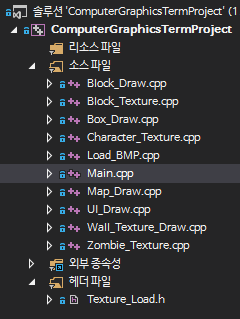 솔루션 'ComputerGraphicsTermProject' (1
ComputerGraphicsTermProject
리소스 파일
소스 파일
Block_Draw.cpp
Block_Texture.cpp
Box_Draw.cpp
Character_Texture.cpp
Load_BMP.cpp
Main.cpp
Map_Draw.cpp
UI_Draw.cpp
Wall_Texture_Draw.cpp
Zombie_Texture.cpp
외부 종속성
헤더 파일
Texture_Load.h